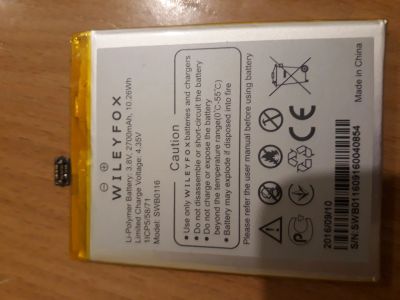 WILEYFOX
Li-Polymer Battery: 3.8V, 2700mAh, 10.26Wh
Limited Charge Voltage: 4.35V
1ICP5/58/71
MODEL: SWB0116
Caution
• Use only WILEYFOX batteries and chargers
• Do not disassemble or short-circuit the battery
• Do not charge or expose the battery
beyond the temperature range(0℃-55℃)
• Battery may explode if disposed into fire
Please refer the user manual before using battery
CE
2016/09/10
S/N:SWB011609160040854
Made in China.